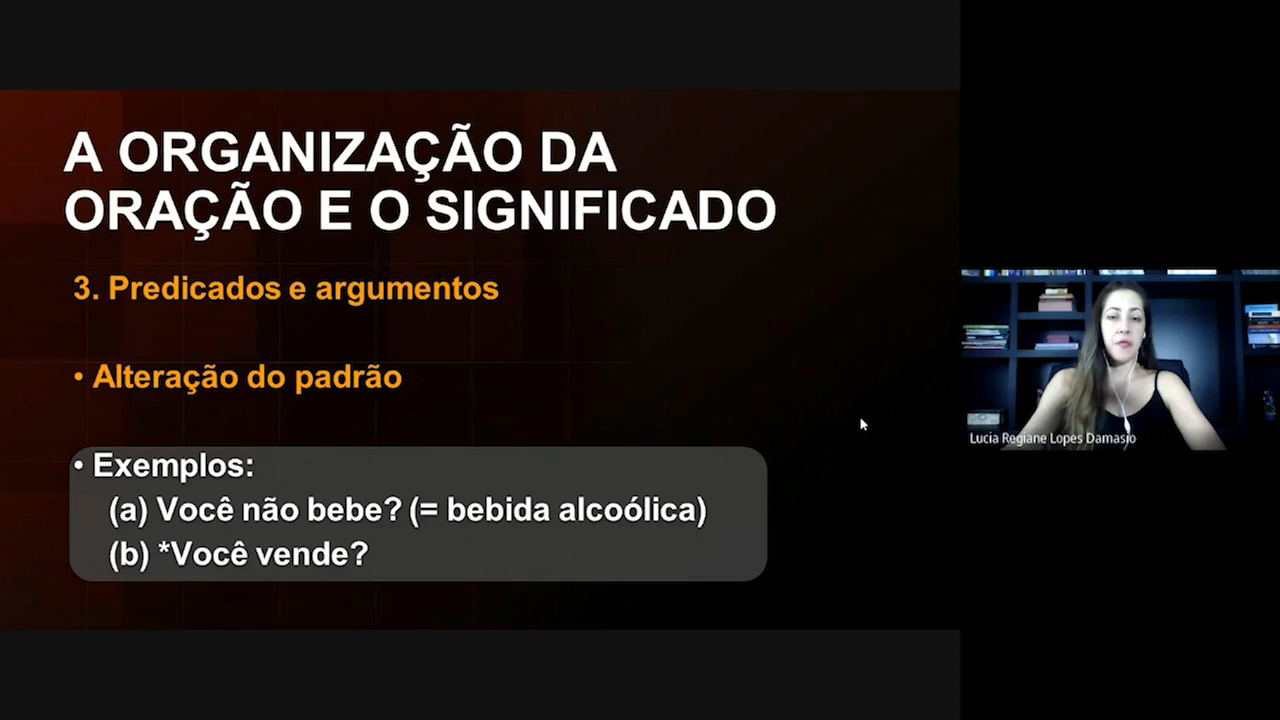 A ORGANIZAÇÃO DA
ORAÇÃO E O SIGNIFICADO
3. Predicados e argumentos
• Alteração do padrão
• Exemplos:
(a) Você não bebe? (= bebida alcoólica)
(b) *Você vende?
Lucia Regiane Lopes Damasio